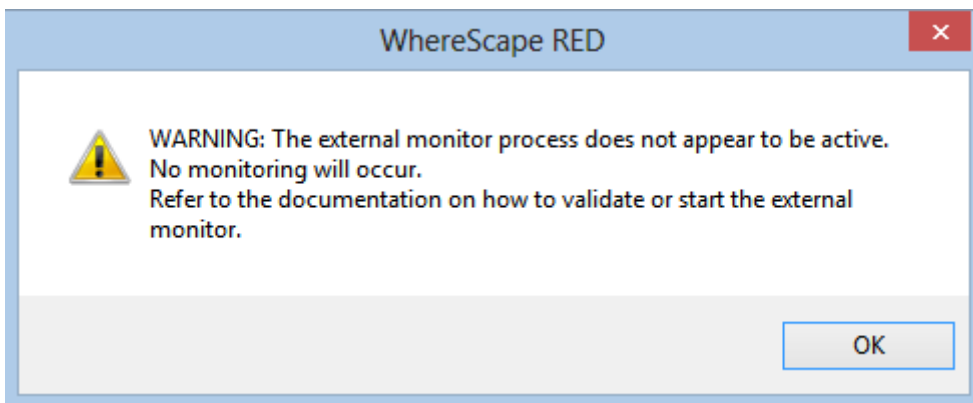 WhereScape RED
WARNING: The external monitor process does not appear to be active.
No monitoring will occur.
Refer to the documentation on how to validate or start the external
monitor.
OK